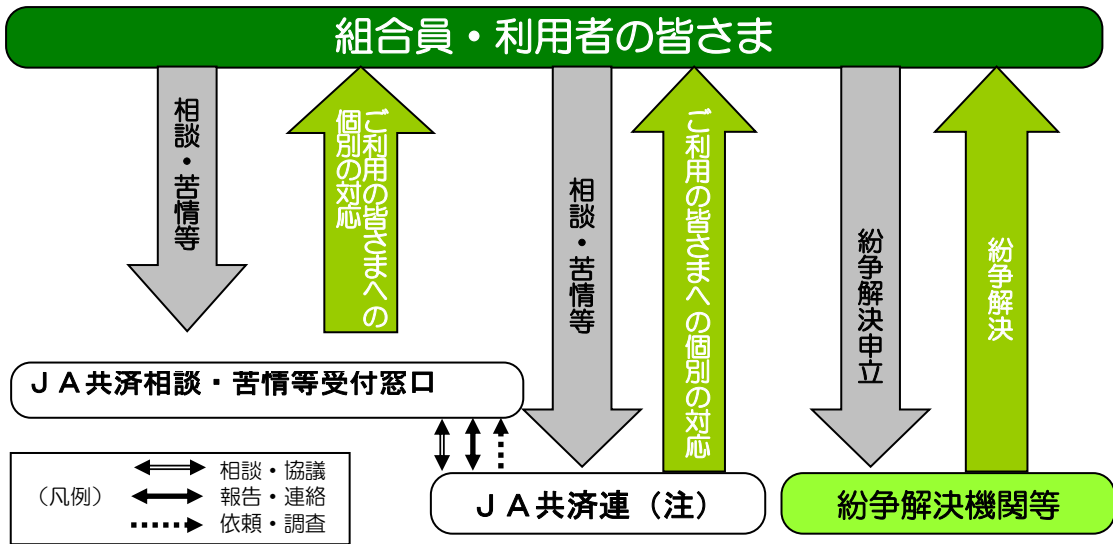 組合員・利用者の皆さま
相談・苦情等
ご利用の皆さまへの
個別の対応
相談・苦情等
ご利用の皆さまへの個別の対応
紛争解決申立
紛争解決
ＪＡ共済相談・苦情等受付窓口
ＪＡ共済連（注）
紛争解決機関等
（凡例）
相談・協議
報告・連絡
依頼・調査